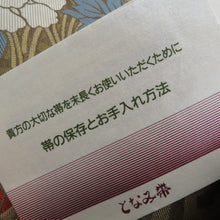 貴方の大切な帯を末長くお使いいただくために
帯の保存とお手入れ方法
となみ帯